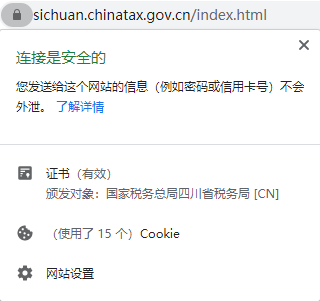 sichuan.chinatax.gov.cn/index.html
连接是安全的
您发送给这个网站的信息（例如密码或信用卡号）不会
外泄。 了解详情
证书（有效）
颁发对象：国家税务总局四川省税务局 [CN]
（使用了 15 个）Cookie
网站设置